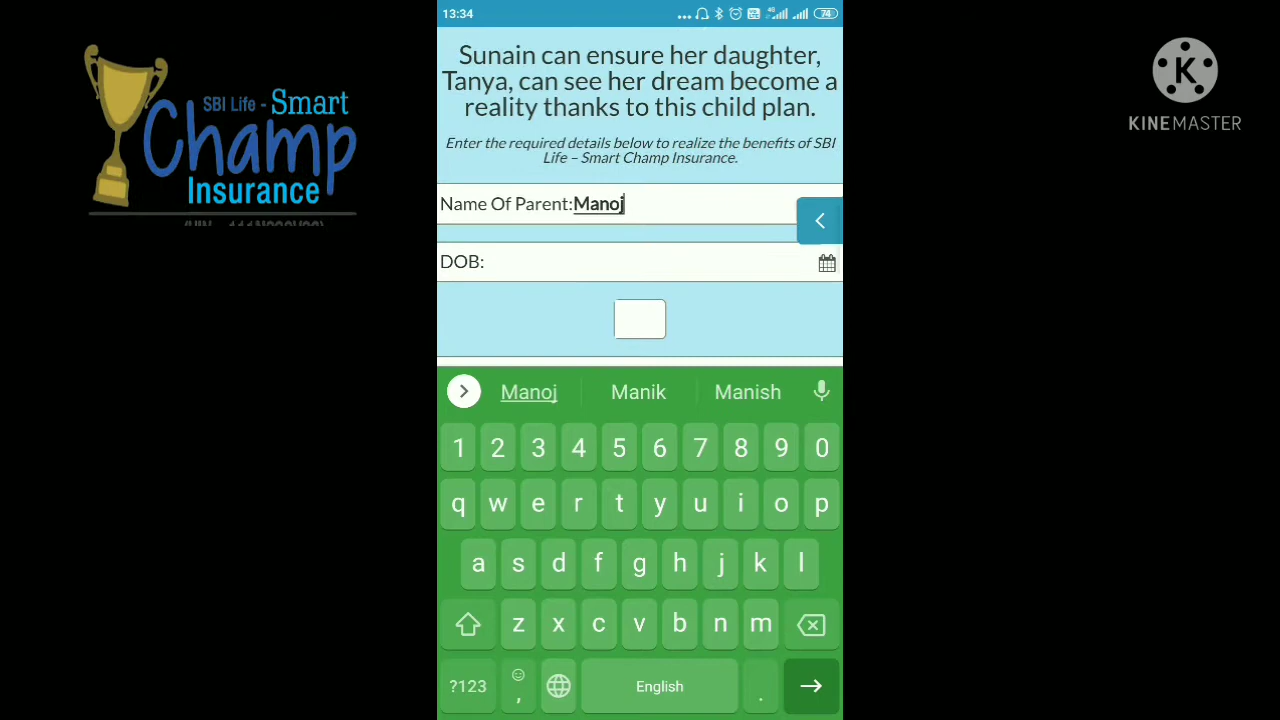 SBI Life - Smart
Champ
Insurance
13:34
4G
74
Sunain can ensure her daughter,
Tanya, can see her dream become a
reality thanks to this child plan.
Enter the required details below to realize the benefits of SBI
Life – Smart Champ Insurance.
Name Of Parent:Manoj
DOB:
Manoj Manik Manish
1 2 3 4 5 6 7 8 9 0
q w e r t y u i o p
a s d f g h j k l
z x c v b n m
?123 , English .
K
KINEMASTER